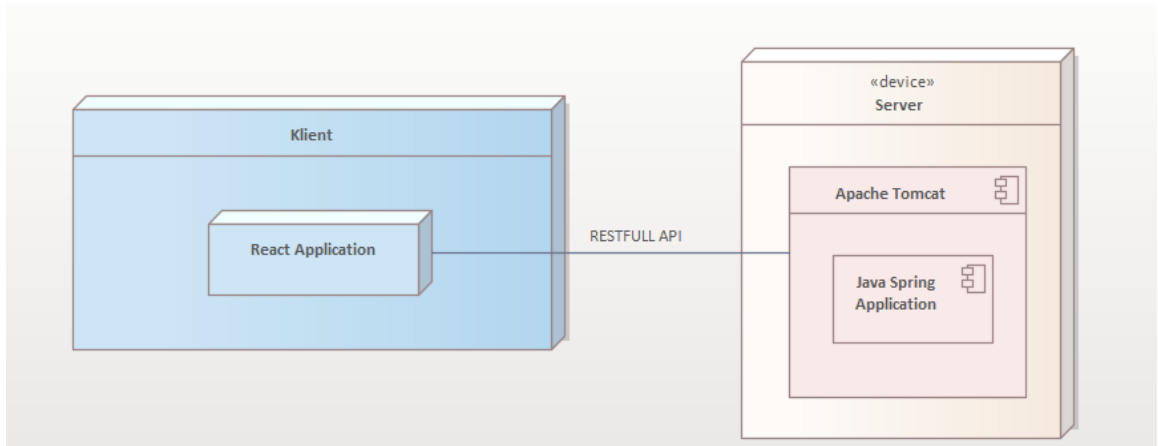 Klient
React Application
RESTFULL API
«device»
Server
Apache Tomcat
Java Spring
Application